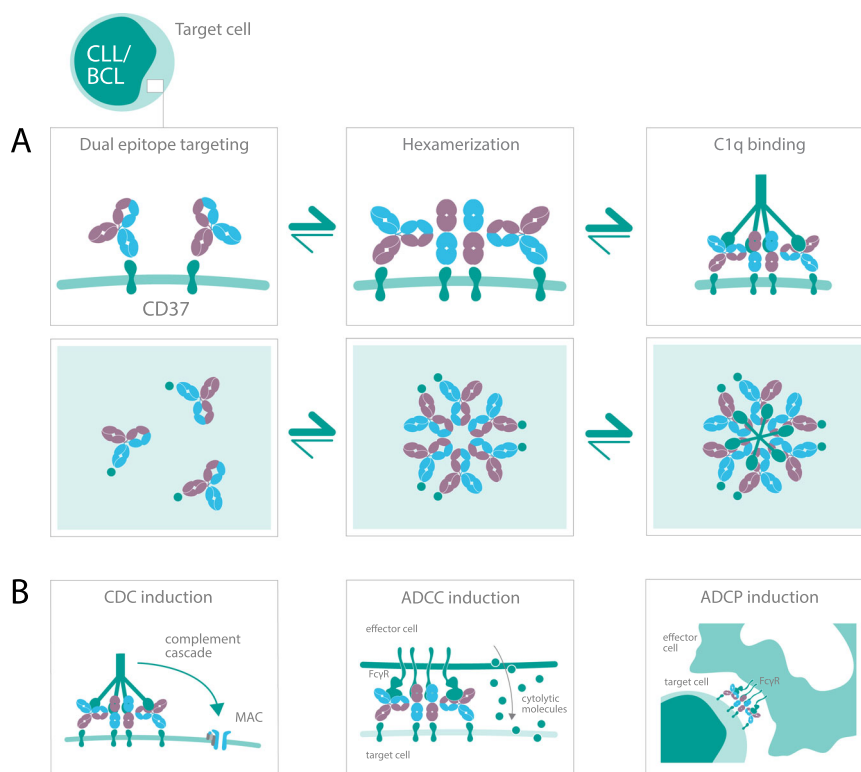 Target cell
CLL/
BCL
A
Dual epitope targeting
Hexamerization
C1q binding
CD37
B
CDC induction
ADCC induction
ADCP induction
complement
cascade
MAC
effector cell
FcγR
cytolytic
molecules
target cell
effector
cell
target cell
FcγR